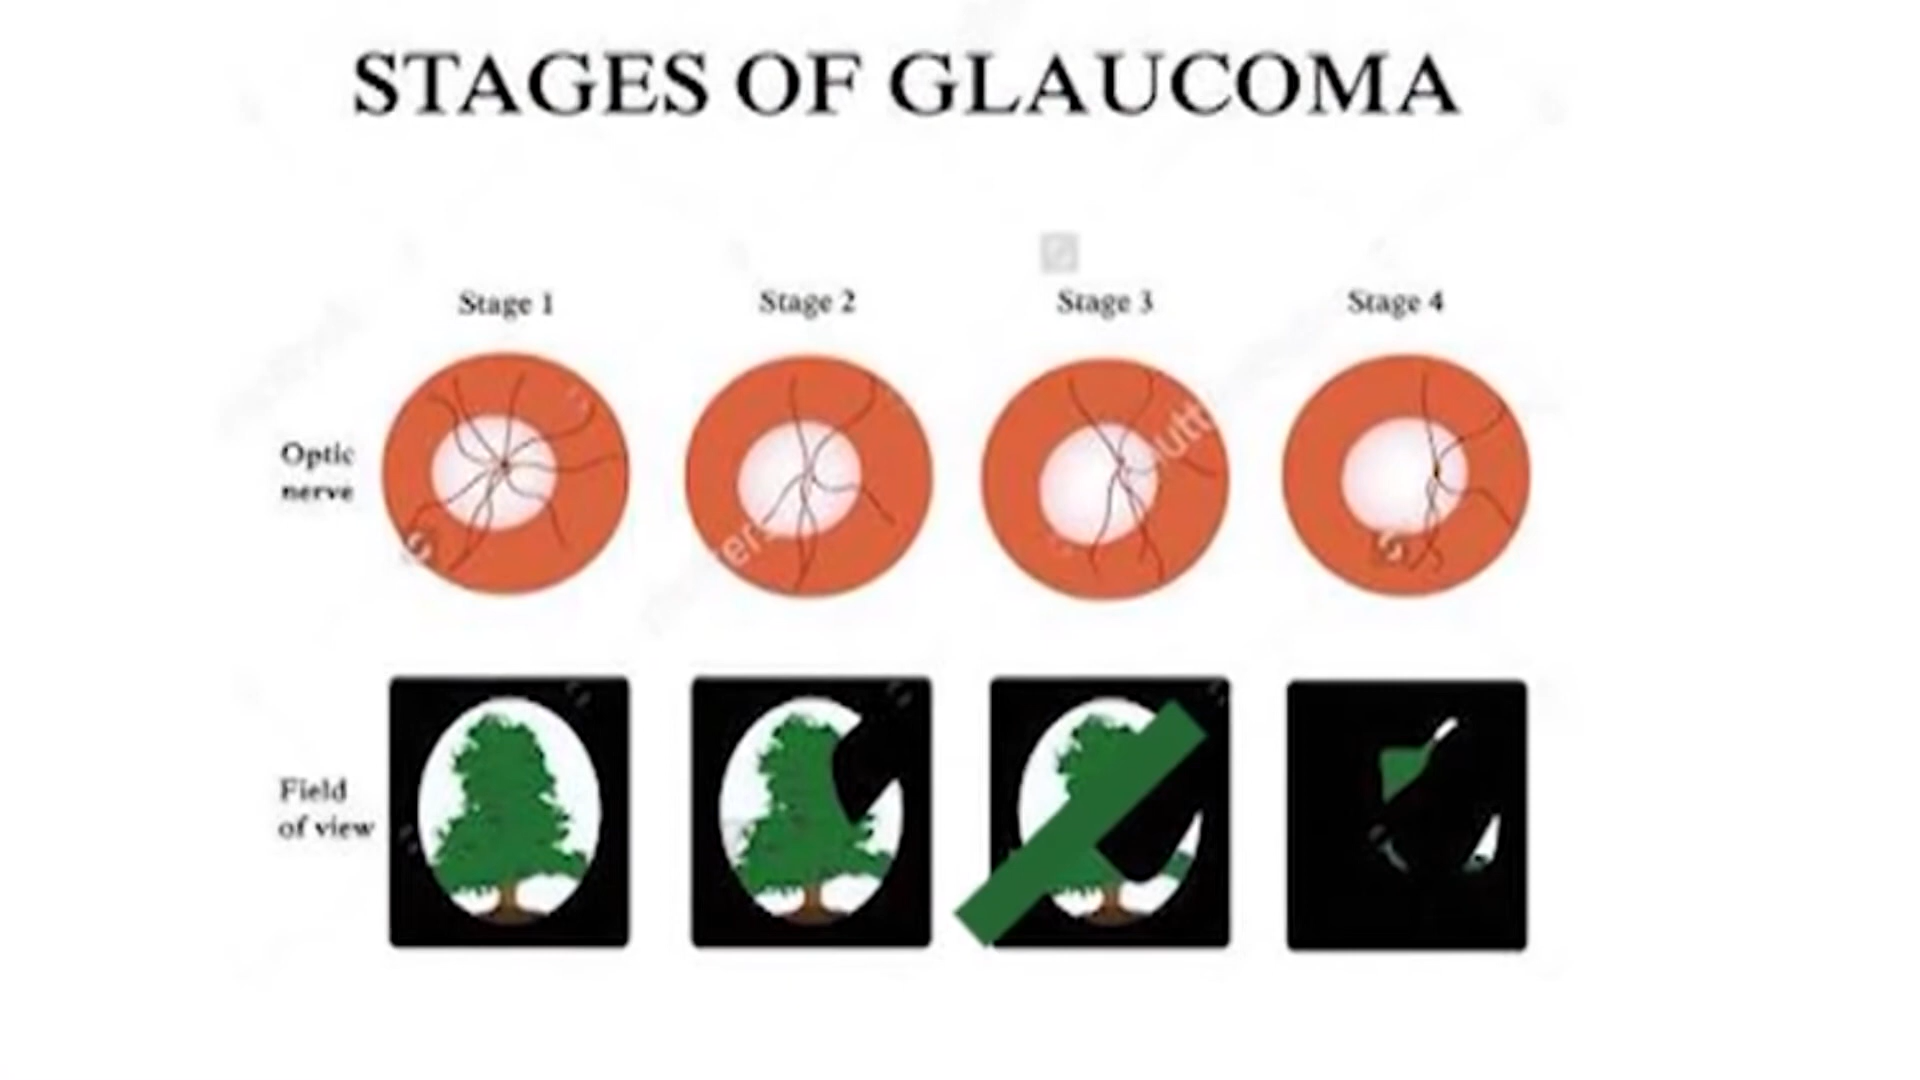 STAGES OF GLAUCOMA
Stage 1
Stage 2
Stage 3
Stage 4
Optic
nerve
Field
of view